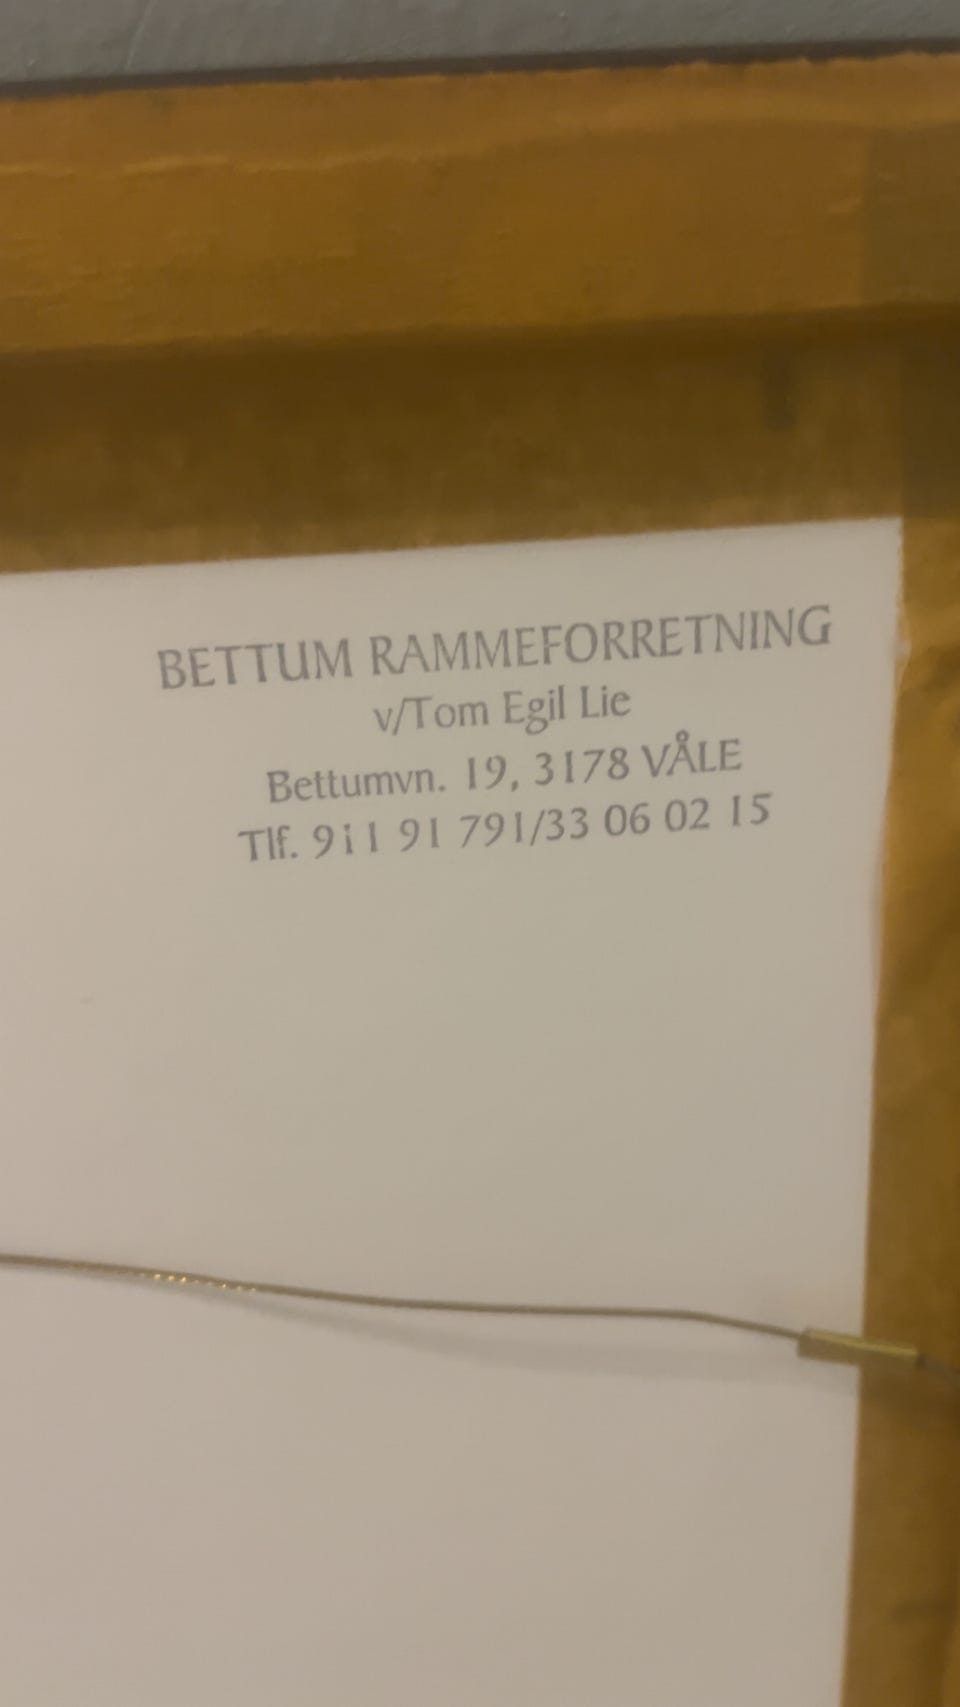 BETTUM RAMMEFORRETNING
v/Tom Egil Lie
Bettumvn. 19, 3178 VÅLE
Tlf. 911 91 791/33 06 02 15